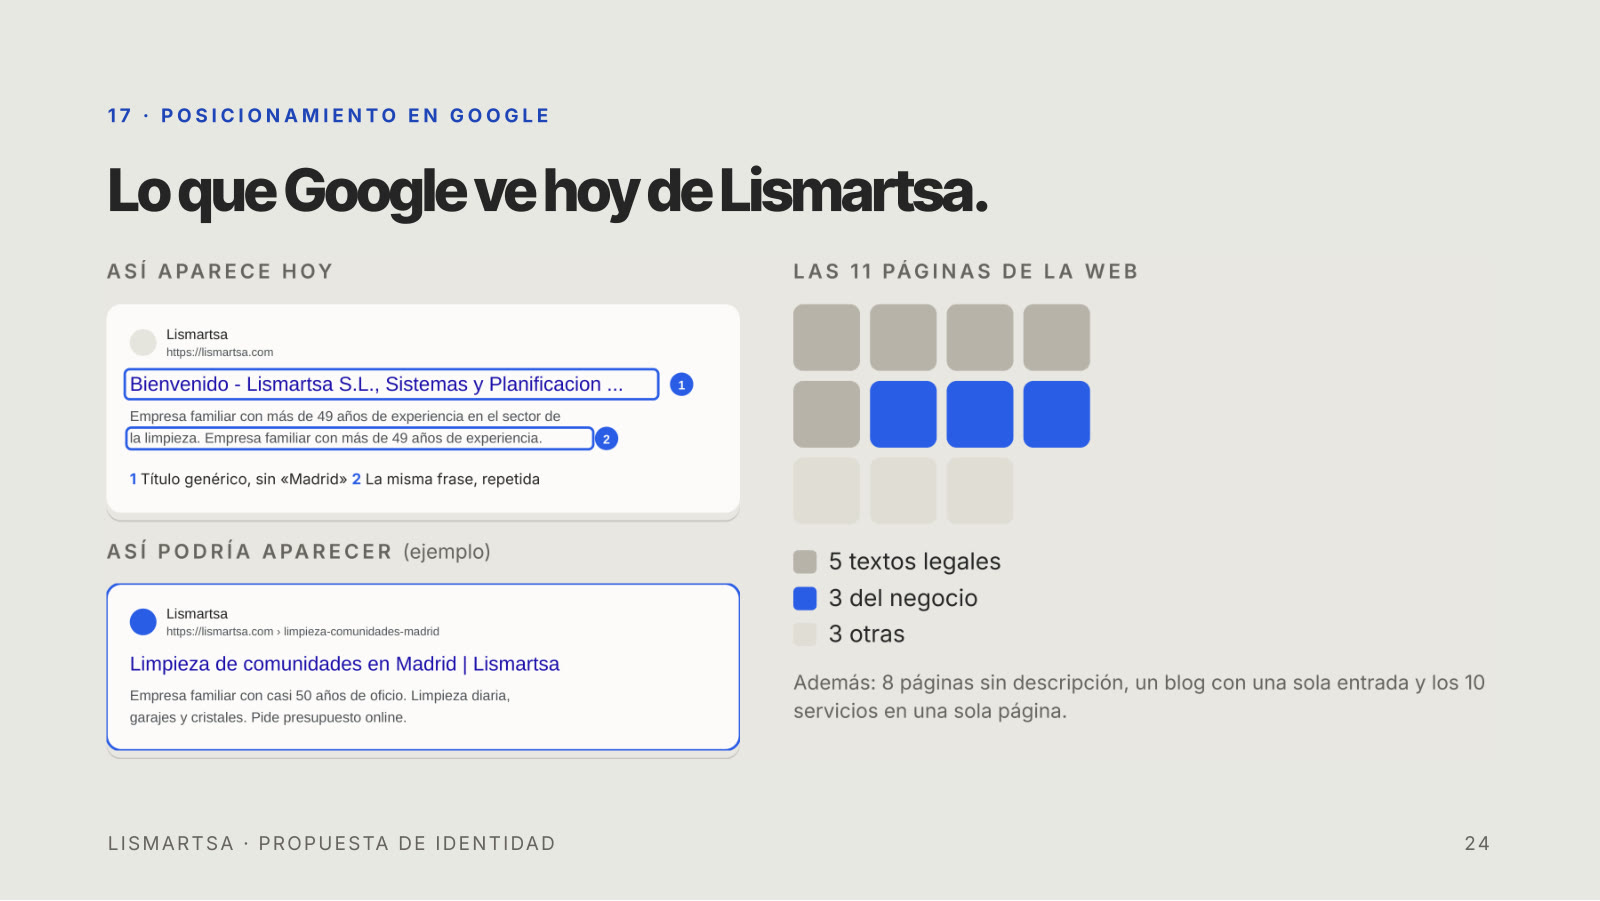 17 · POSICIONAMIENTO EN GOOGLE
Lo que Google ve hoy de Lismartsa.
ASÍ APARECE HOY
Lismartsa
https://lismartsa.com
Bienvenido - Lismartsa S.L., Sistemas y Planificacion ...
1
Empresa familiar con más de 49 años de experiencia en el sector de
la limpieza. Empresa familiar con más de 49 años de experiencia.
2
1 Título genérico, sin «Madrid» 2 La misma frase, repetida
ASÍ PODRÍA APARECER (ejemplo)
Lismartsa
https://lismartsa.com › limpieza-comunidades-madrid
Limpieza de comunidades en Madrid | Lismartsa
Empresa familiar con casi 50 años de oficio. Limpieza diaria,
garajes y cristales. Pide presupuesto online.
LAS 11 PÁGINAS DE LA WEB
5 textos legales
3 del negocio
3 otras
Además: 8 páginas sin descripción, un blog con una sola entrada y los 10
servicios en una sola página.
LISMARTSA · PROPUESTA DE IDENTIDAD
24